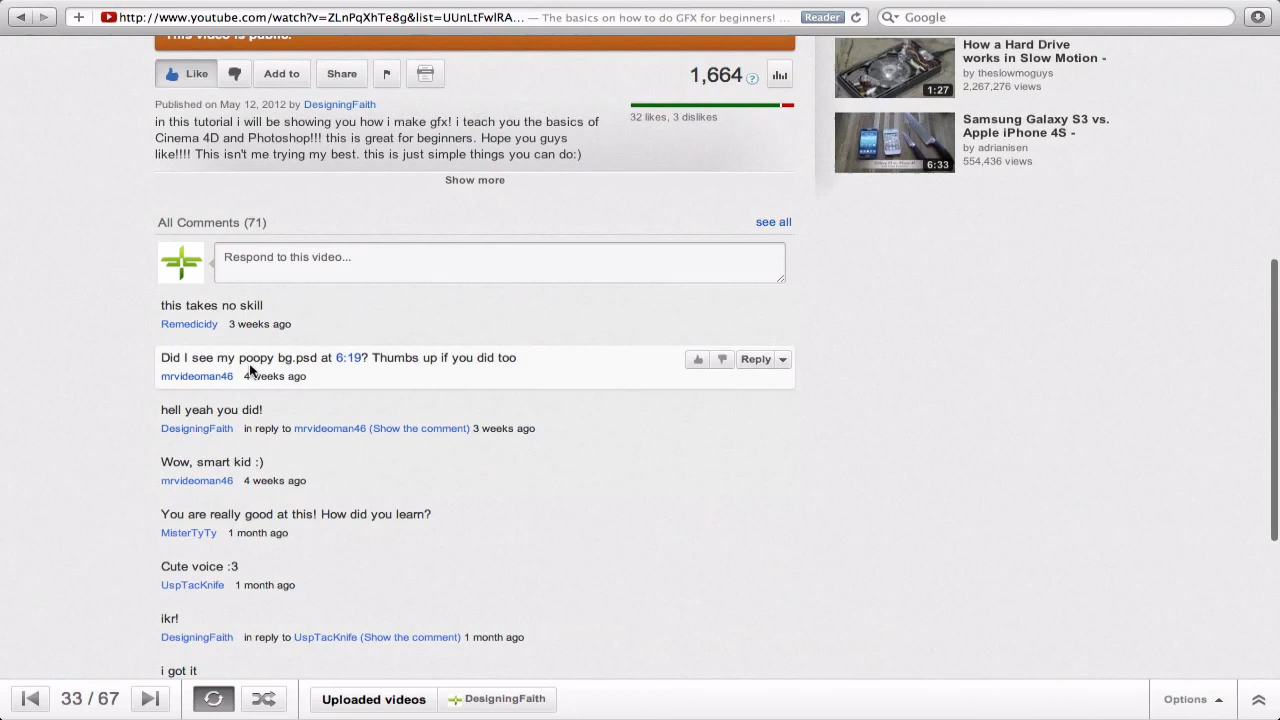 http://www.youtube.com/watch?v=ZLnPqXhTe8g&list=UUnLtFwlRA... — The basics on how to do GFX for beginners! ... Reader Google
This video is public.
Like Add to Share 1,664
Published on May 12, 2012 by DesigningFaith
in this tutorial i will be showing you how i make gfx! i teach you the basics of
Cinema 4D and Photoshop!!! this is great for beginners. Hope you guys
like!!!! This isn't me trying my best. this is just simple things you can do:)
32 likes, 3 dislikes
Show more
How a Hard Drive
works in Slow Motion -
by theslowmoguys
2,267,276 views
1:27
Samsung Galaxy S3 vs.
Apple iPhone 4S -
by adrianisen
554,436 views
6:33
All Comments (71) see all
Respond to this video...
this takes no skill
Remedicidy 3 weeks ago
Did I see my poopy bg.psd at 6:19? Thumbs up if you did too
Reply
mrvideoman46 4 weeks ago
hell yeah you did!
DesigningFaith in reply to mrvideoman46 (Show the comment) 3 weeks ago
Wow, smart kid :)
mrvideoman46 4 weeks ago
You are really good at this! How did you learn?
MisterTyTy 1 month ago
Cute voice :3
UspTacKnife 1 month ago
ikr!
DesigningFaith in reply to UspTacKnife (Show the comment) 1 month ago
i got it
33 / 67 Uploaded videos DesigningFaith Options